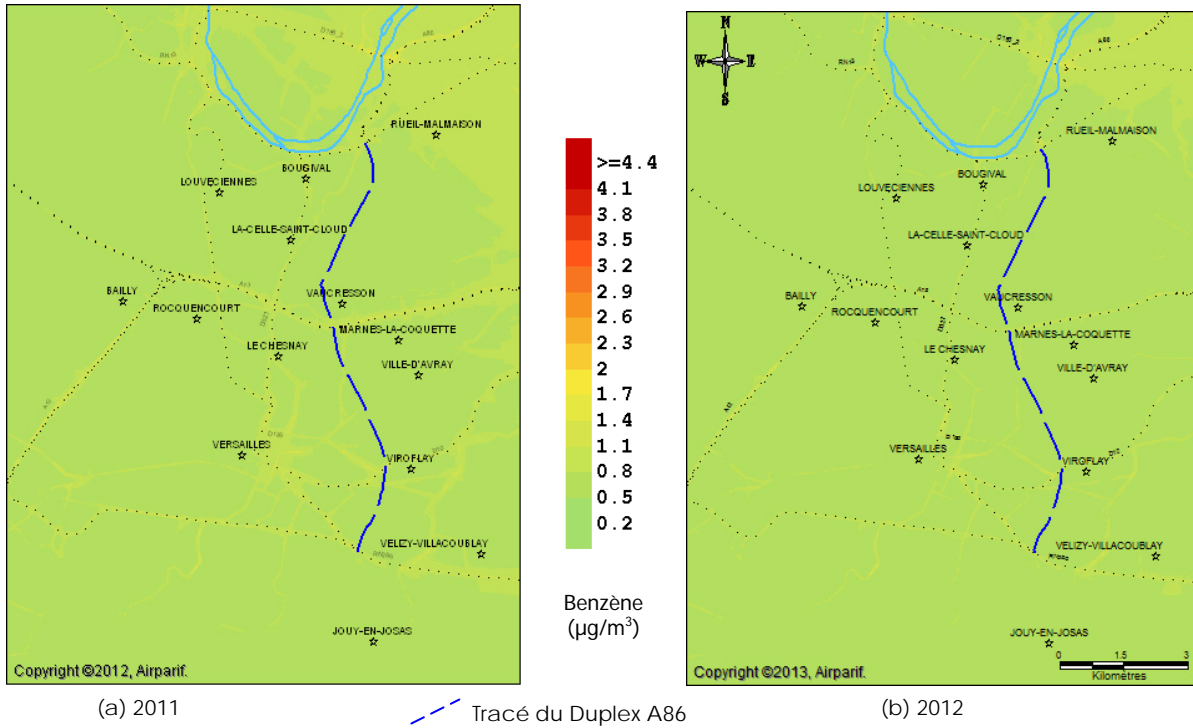 D186_2
A86
RN13
RUEIL-MALMAISON
BOUGIVAL
LOUVECIENNES
LA-CELLE-SAINT-CLOUD
BAILLY
VAUCRESSON
ROCQUENCOURT
MARNES-LA-COQUETTE
LE CHESNAY
VILLE-D'AVRAY
VERSAILLES
VIROFLAY
VELIZY-VILLACOUBLAY
JOUY-EN-JOSAS
Copyright ©2012, Airparif.
(a) 2011
>=4.4
4.1
3.8
3.5
3.2
2.9
2.6
2.3
2
1.7
1.4
1.1
0.8
0.5
0.2
Benzène
(µg/m³)
Tracé du Duplex A86
N
W E
S
A86
RN13
RUEIL-MALMAISON
BOUGIVAL
LOUVECIENNES
LA-CELLE-SAINT-CLOUD
BAILLY
VAUCRESSON
ROCQUENCOURT
MARNES-LA-COQUETTE
LE CHESNAY
VILLE-D'AVRAY
VERSAILLES
VIROFLAY
VELIZY-VILLACOUBLAY
JOUY-EN-JOSAS
0 1.5 3
Kilomètres
Copyright ©2013, Airparif.
(b) 2012